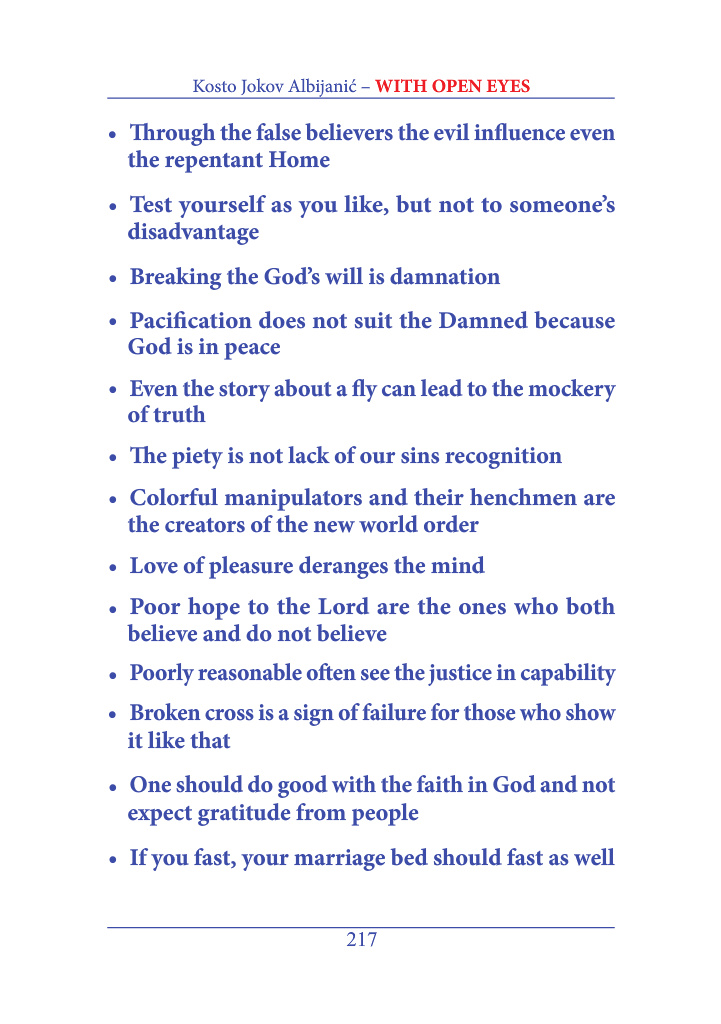 Kosto Jokov Albijanić – WITH OPEN EYES
• Through the false believers the evil influence even
the repentant Home
• Test yourself as you like, but not to someone’s
disadvantage
• Breaking the God’s will is damnation
• Pacification does not suit the Damned because
God is in peace
• Even the story about a fly can lead to the mockery
of truth
• The piety is not lack of our sins recognition
• Colorful manipulators and their henchmen are
the creators of the new world order
• Love of pleasure deranges the mind
• Poor hope to the Lord are the ones who both
believe and do not believe
• Poorly reasonable often see the justice in capability
• Broken cross is a sign of failure for those who show
it like that
• One should do good with the faith in God and not
expect gratitude from people
• If you fast, your marriage bed should fast as well
217